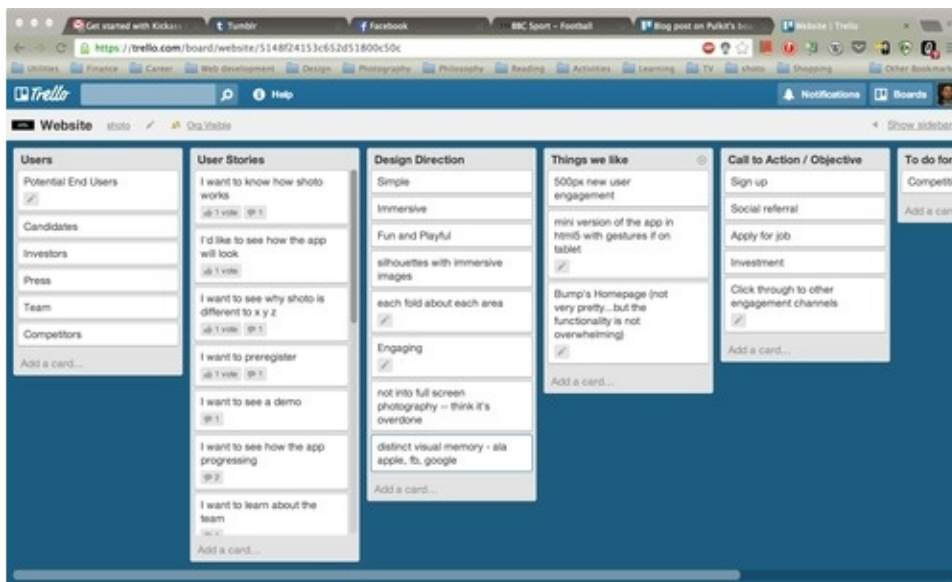 Get started with Kickass
Tumblr
Facebook
BBC Sport - Football
Blog post on Pulkit's bo
Website | Trello
https://trello.com/board/website/5148f24153c652d51800c50c
Utilities
Finance
Career
Web development
Design
Photography
Philosophy
Reading
Activities
Learning
TV
shoto
Shopping
Other Bookmark
Trello
Help
Notifications
Boards
Website
shoto
Org Visible
Show sidebar
Users
Potential End Users
Candidates
Investors
Press
Team
Competitors
Add a card...
User Stories
I want to know how shoto
works
1 vote
1
I'd like to see how the app
will look
1 vote
I want to see why shoto is
different to x y z
1 vote
1
I want to preregister
1 vote
1
I want to see a demo
1
I want to see how the app
progressing
2
I want to learn about the
team
Add a card...
Design Direction
Simple
Immersive
Fun and Playful
silhouettes with immersive
images
each fold about each area
Engaging
not into full screen
photography -- think it's
overdone
distinct visual memory - ala
apple, fb, google
Add a card...
Things we like
500px new user
engagement
mini version of the app in
html5 with gestures if on
tablet
Bump's Homepage (not
very pretty...but the
functionality is not
overwhelming)
Add a card...
Call to Action / Objective
Sign up
Social referral
Apply for job
Investment
Click through to other
engagement channels
Add a card...
To do for
Competiti
Add a car